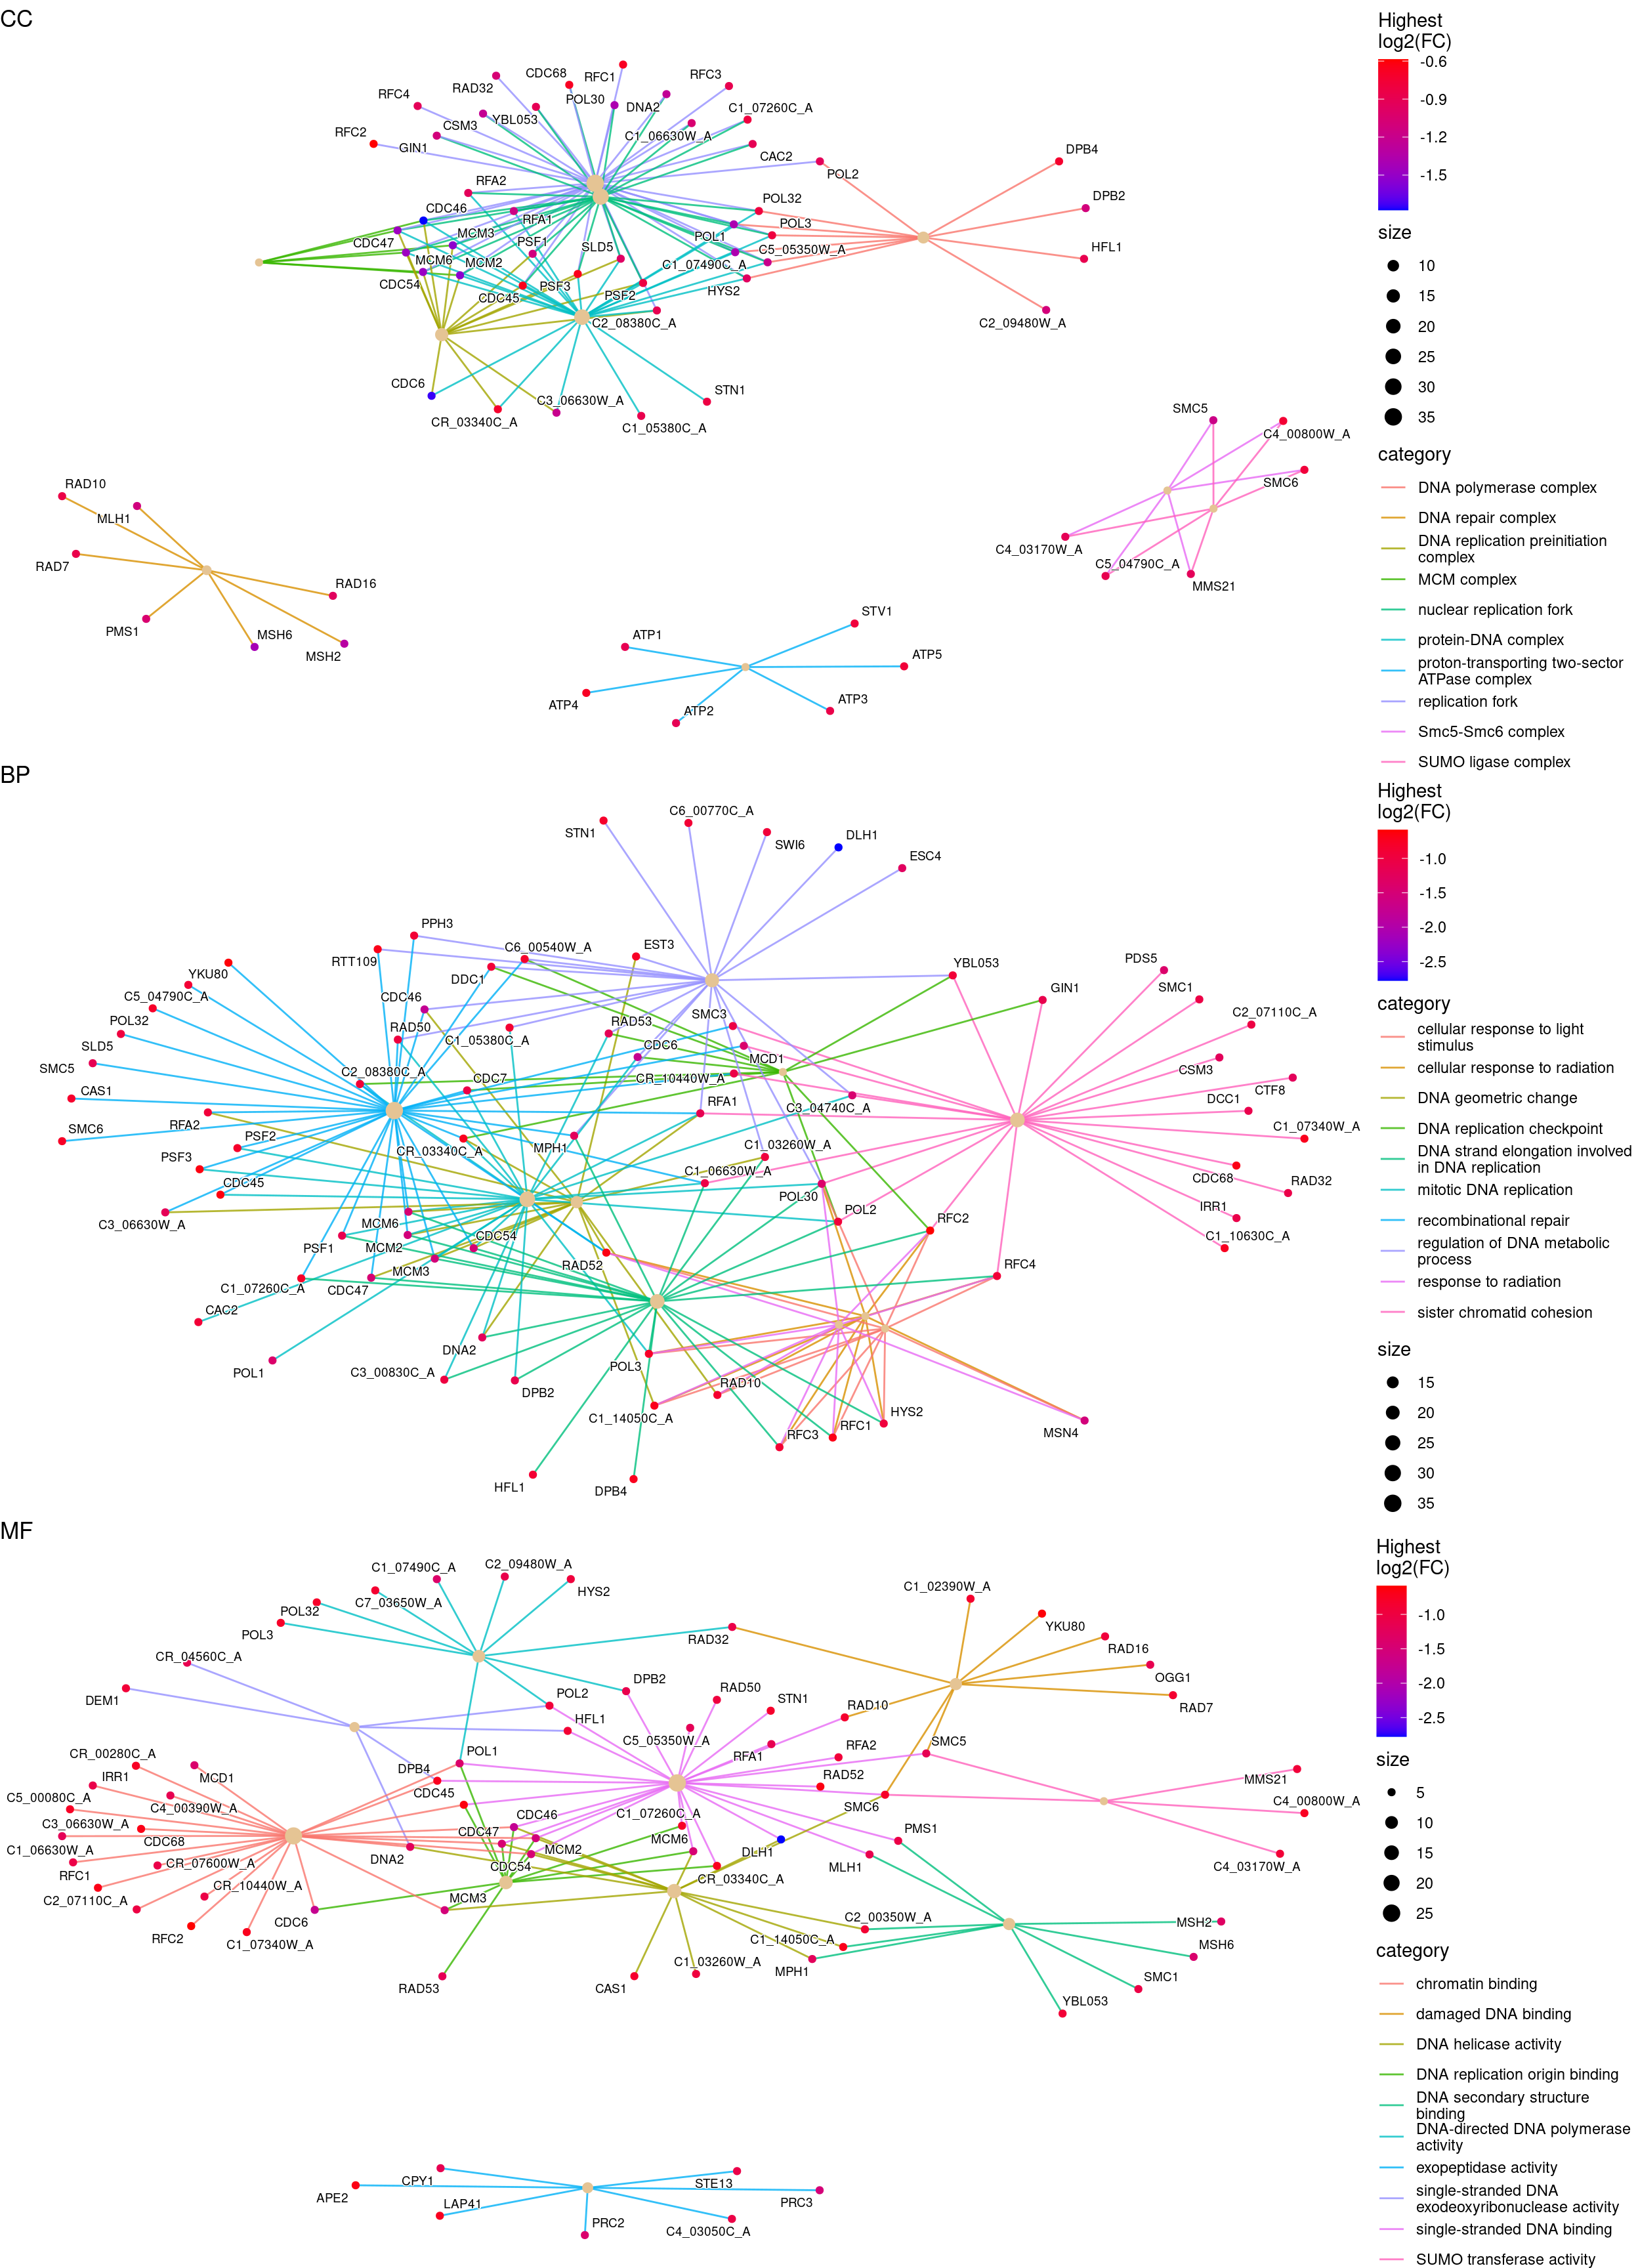 CC
CDC68
RFC1
RFC3
RAD32
RFC4
POL30
DNA2
C1_07260C_A
YBL053
CSM3
C1_06630W_A
RFC2
GIN1
CAC2
POL2
DPB4
RFA2
DPB2
CDC46
RFA1
POL32
POL3
CDC47
MCM3
PSF1
SLD5
POL1
C5_05350W_A
HFL1
MCM6
MCM2
C1_07490C_A
CDC54
CDC45
PSF3
PSF2
HYS2
C2_08380C_A
C2_09480W_A
CDC6
STN1
C3_06630W_A
CR_03340C_A
C1_05380C_A
SMC5
C4_00800W_A
SMC6
C4_03170W_A
C5_04790C_A
MMS21
RAD10
MLH1
RAD7
RAD16
PMS1
MSH6
MSH2
STV1
ATP1
ATP5
ATP4
ATP2
ATP3
Highest
log2(FC)
-0.6
-0.9
-1.2
-1.5
size
10
15
20
25
30
35
category
DNA polymerase complex
DNA repair complex
DNA replication preinitiation
complex
MCM complex
nuclear replication fork
protein-DNA complex
proton-transporting two-sector
ATPase complex
replication fork
Smc5-Smc6 complex
SUMO ligase complex
BP
C6_00770C_A
STN1
SWI6
DLH1
ESC4
PPH3
RTT109
C6_00540W_A
EST3
DDC1
YBL053
PDS5
YKU80
SMC1
GIN1
C5_04790C_A
CDC46
POL32
RAD50
C1_05380C_A
RAD53
SMC3
C2_07110C_A
SLD5
CDC6
MCD1
SMC5
C2_08380C_A
CDC7
CR_10440W_A
CSM3
CTF8
CAS1
DCC1
RFA1
C3_04740C_A
RFA2
C1_07340W_A
SMC6
PSF2
CR_03340C_A
MPH1
C1_03260W_A
PSF3
C1_06630W_A
CDC68
RAD32
CDC45
POL30
IRR1
C3_06630W_A
MCM6
POL2
RFC2
C1_10630C_A
PSF1
MCM2
CDC54
RAD52
RFC4
MCM3
C1_07260C_A
CDC47
CAC2
POL1
DNA2
C3_00830C_A
DPB2
POL3
RAD10
C1_14050C_A
HYS2
RFC1
RFC3
MSN4
HFL1
DPB4
Highest
log2(FC)
-1.0
-1.5
-2.0
-2.5
category
cellular response to light
stimulus
cellular response to radiation
DNA geometric change
DNA replication checkpoint
DNA strand elongation involved
in DNA replication
mitotic DNA replication
recombinational repair
regulation of DNA metabolic
process
response to radiation
sister chromatid cohesion
size
15
20
25
30
35
MF
C1_07490C_A
C2_09480W_A
HYS2
C7_03650W_A
POL32
POL3
C1_02390W_A
YKU80
RAD32
RAD16
CR_04560C_A
OGG1
DEM1
DPB2
RAD50
RAD7
POL2
STN1
RAD10
HFL1
C5_05350W_A
RFA1
RFA2
SMC5
CR_00280C_A
POL1
IRR1
MCD1
DPB4
RAD52
MMS21
C5_00080C_A
C4_00390W_A
CDC45
SMC6
C4_00800W_A
C3_06630W_A
CDC68
CDC46
C1_07260C_A
CDC47
MCM6
PMS1
C1_06630W_A
CR_07600W_A
DNA2
MCM2
DLH1
MLH1
C4_03170W_A
RFC1
CDC54
CR_03340C_A
CR_10440W_A
C2_07110C_A
MCM3
CDC6
C2_00350W_A
MSH2
RFC2
C1_07340W_A
C1_14050C_A
MSH6
C1_03260W_A
MPH1
RAD53
CAS1
SMC1
YBL053
CPY1
STE13
APE2
LAP41
PRC3
PRC2
C4_03050C_A
Highest
log2(FC)
-1.0
-1.5
-2.0
-2.5
size
5
10
15
20
25
category
chromatin binding
damaged DNA binding
DNA helicase activity
DNA replication origin binding
DNA secondary structure
binding
DNA-directed DNA polymerase
activity
exopeptidase activity
single-stranded DNA
exodeoxyribonuclease activity
single-stranded DNA binding
SUMO transferase activity